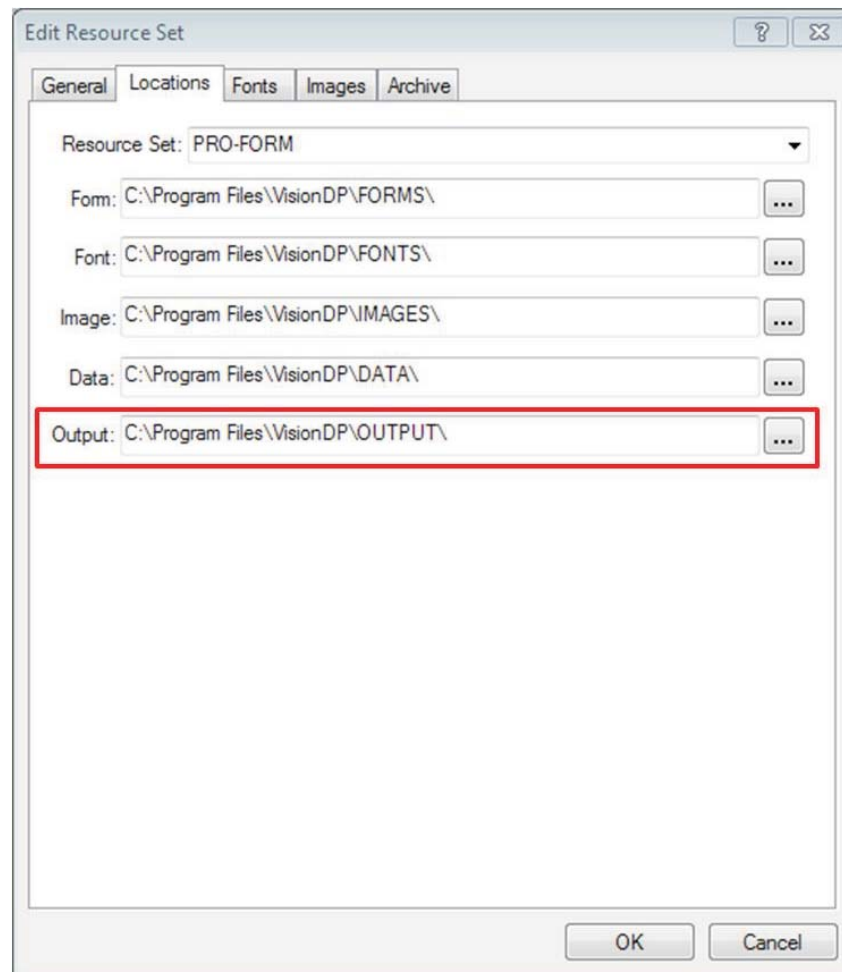 Edit Resource Set
General Locations Fonts Images Archive
Resource Set: PRO-FORM
Form: C:\Program Files\VisionDP\FORMS\ ...
Font: C:\Program Files\VisionDP\FONTS\ ...
Image: C:\Program Files\VisionDP\IMAGES\ ...
Data: C:\Program Files\VisionDP\DATA\ ...
Output: C:\Program Files\VisionDP\OUTPUT\ ...
OK Cancel